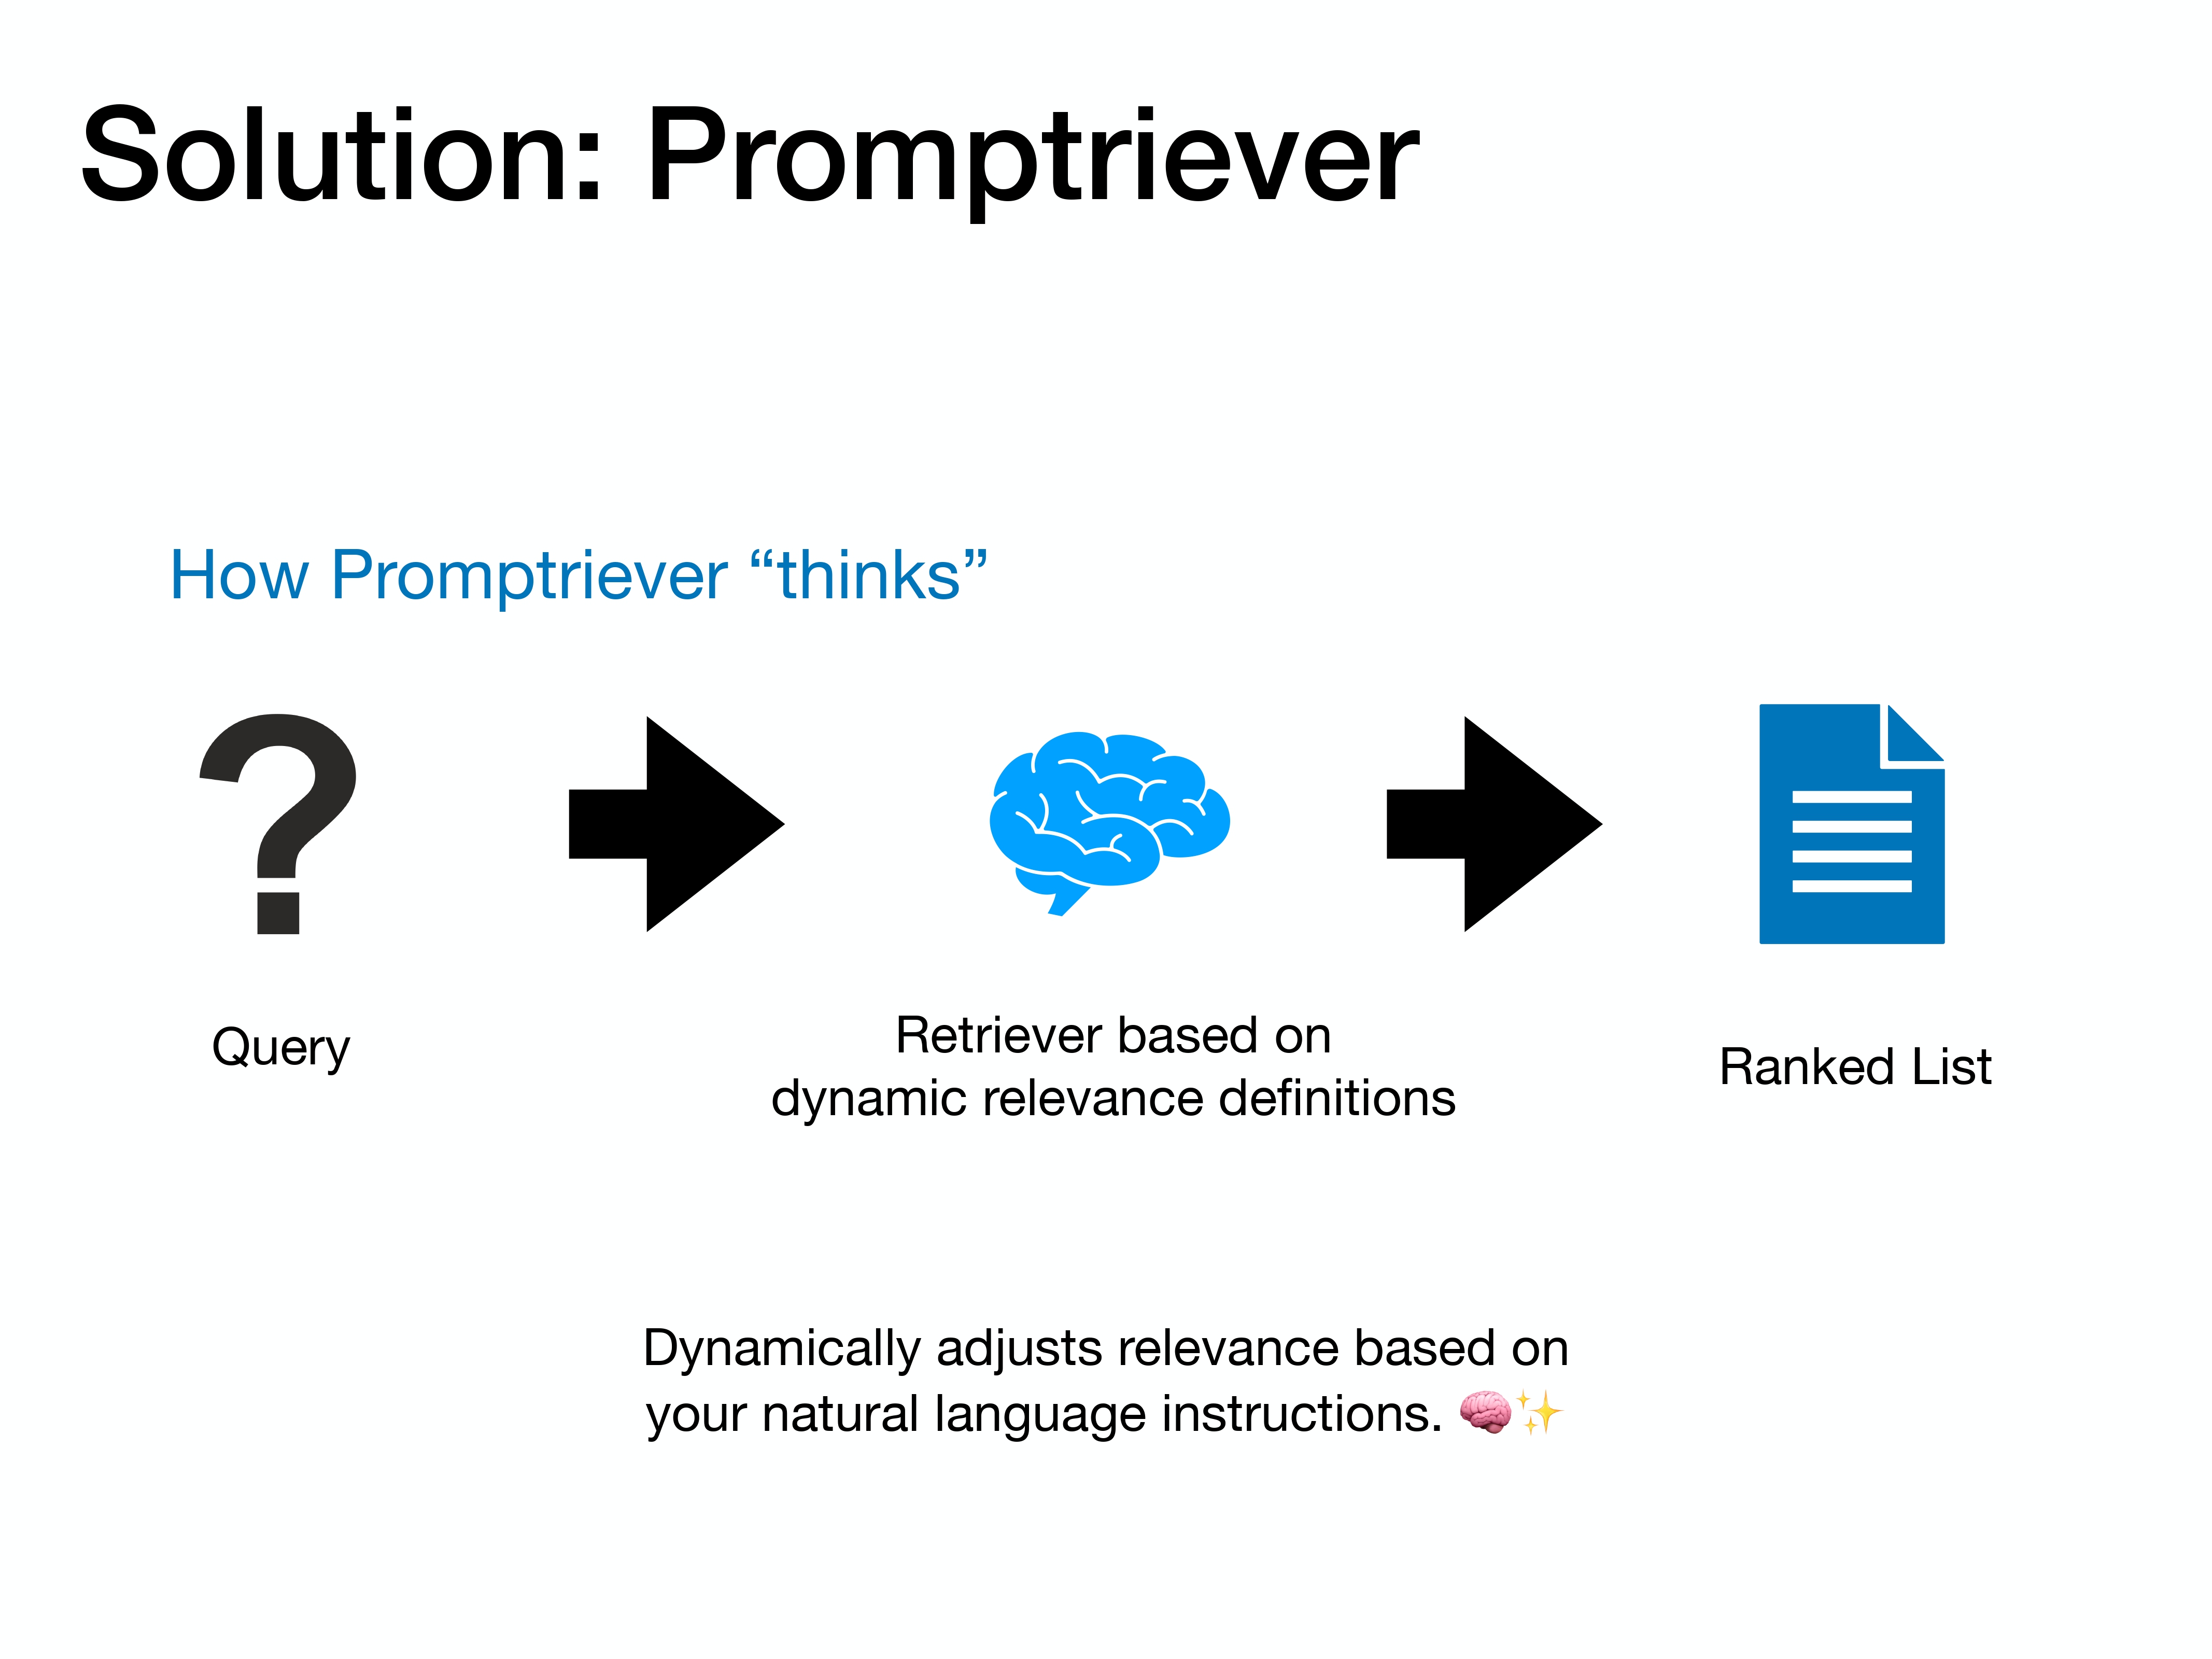 Solution: Promptriever
How Promptriever “thinks”
?
Query
Retriever based on
dynamic relevance definitions
Ranked List
Dynamically adjusts relevance based on
your natural language instructions. 🧠✨